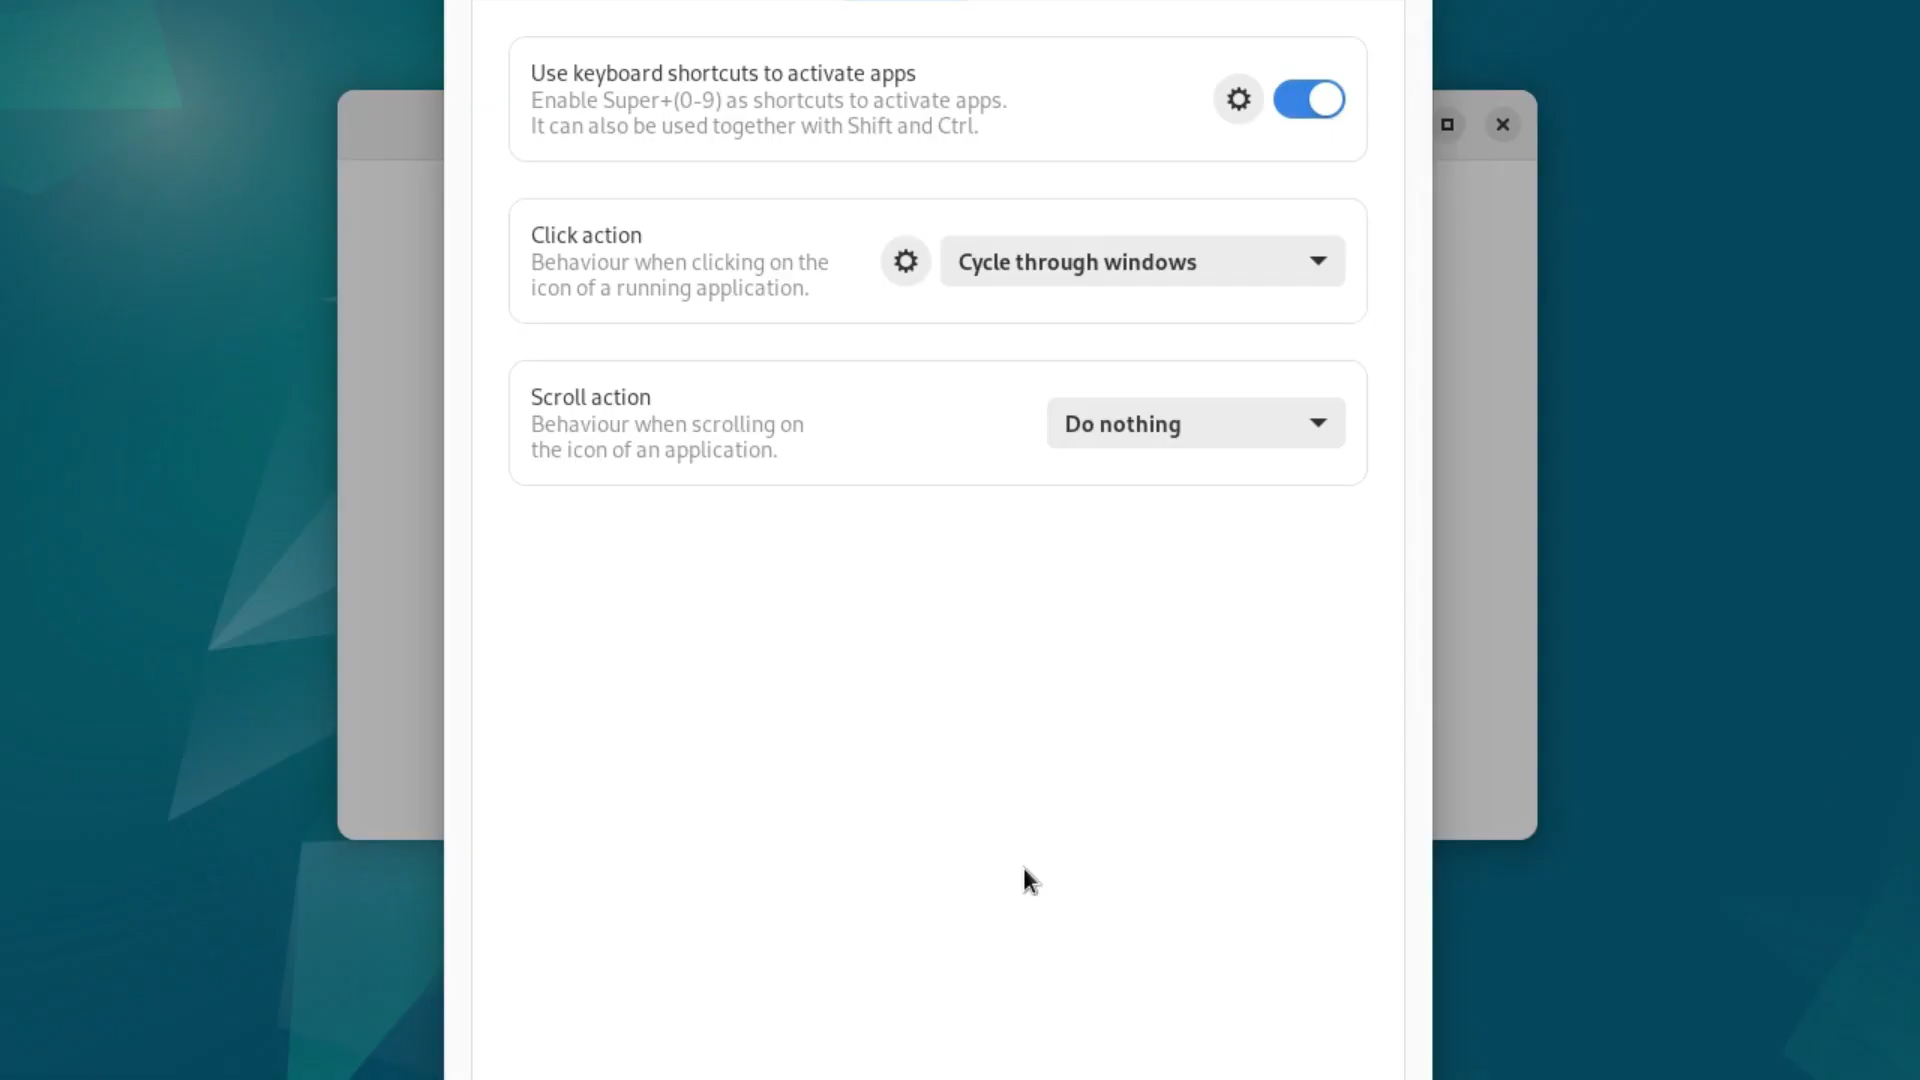 Use keyboard shortcuts to activate apps
Enable Super+(0-9) as shortcuts to activate apps.
It can also be used together with Shift and Ctrl.
Click action
Behaviour when clicking on the
icon of a running application.
Cycle through windows
Scroll action
Behaviour when scrolling on
the icon of an application.
Do nothing